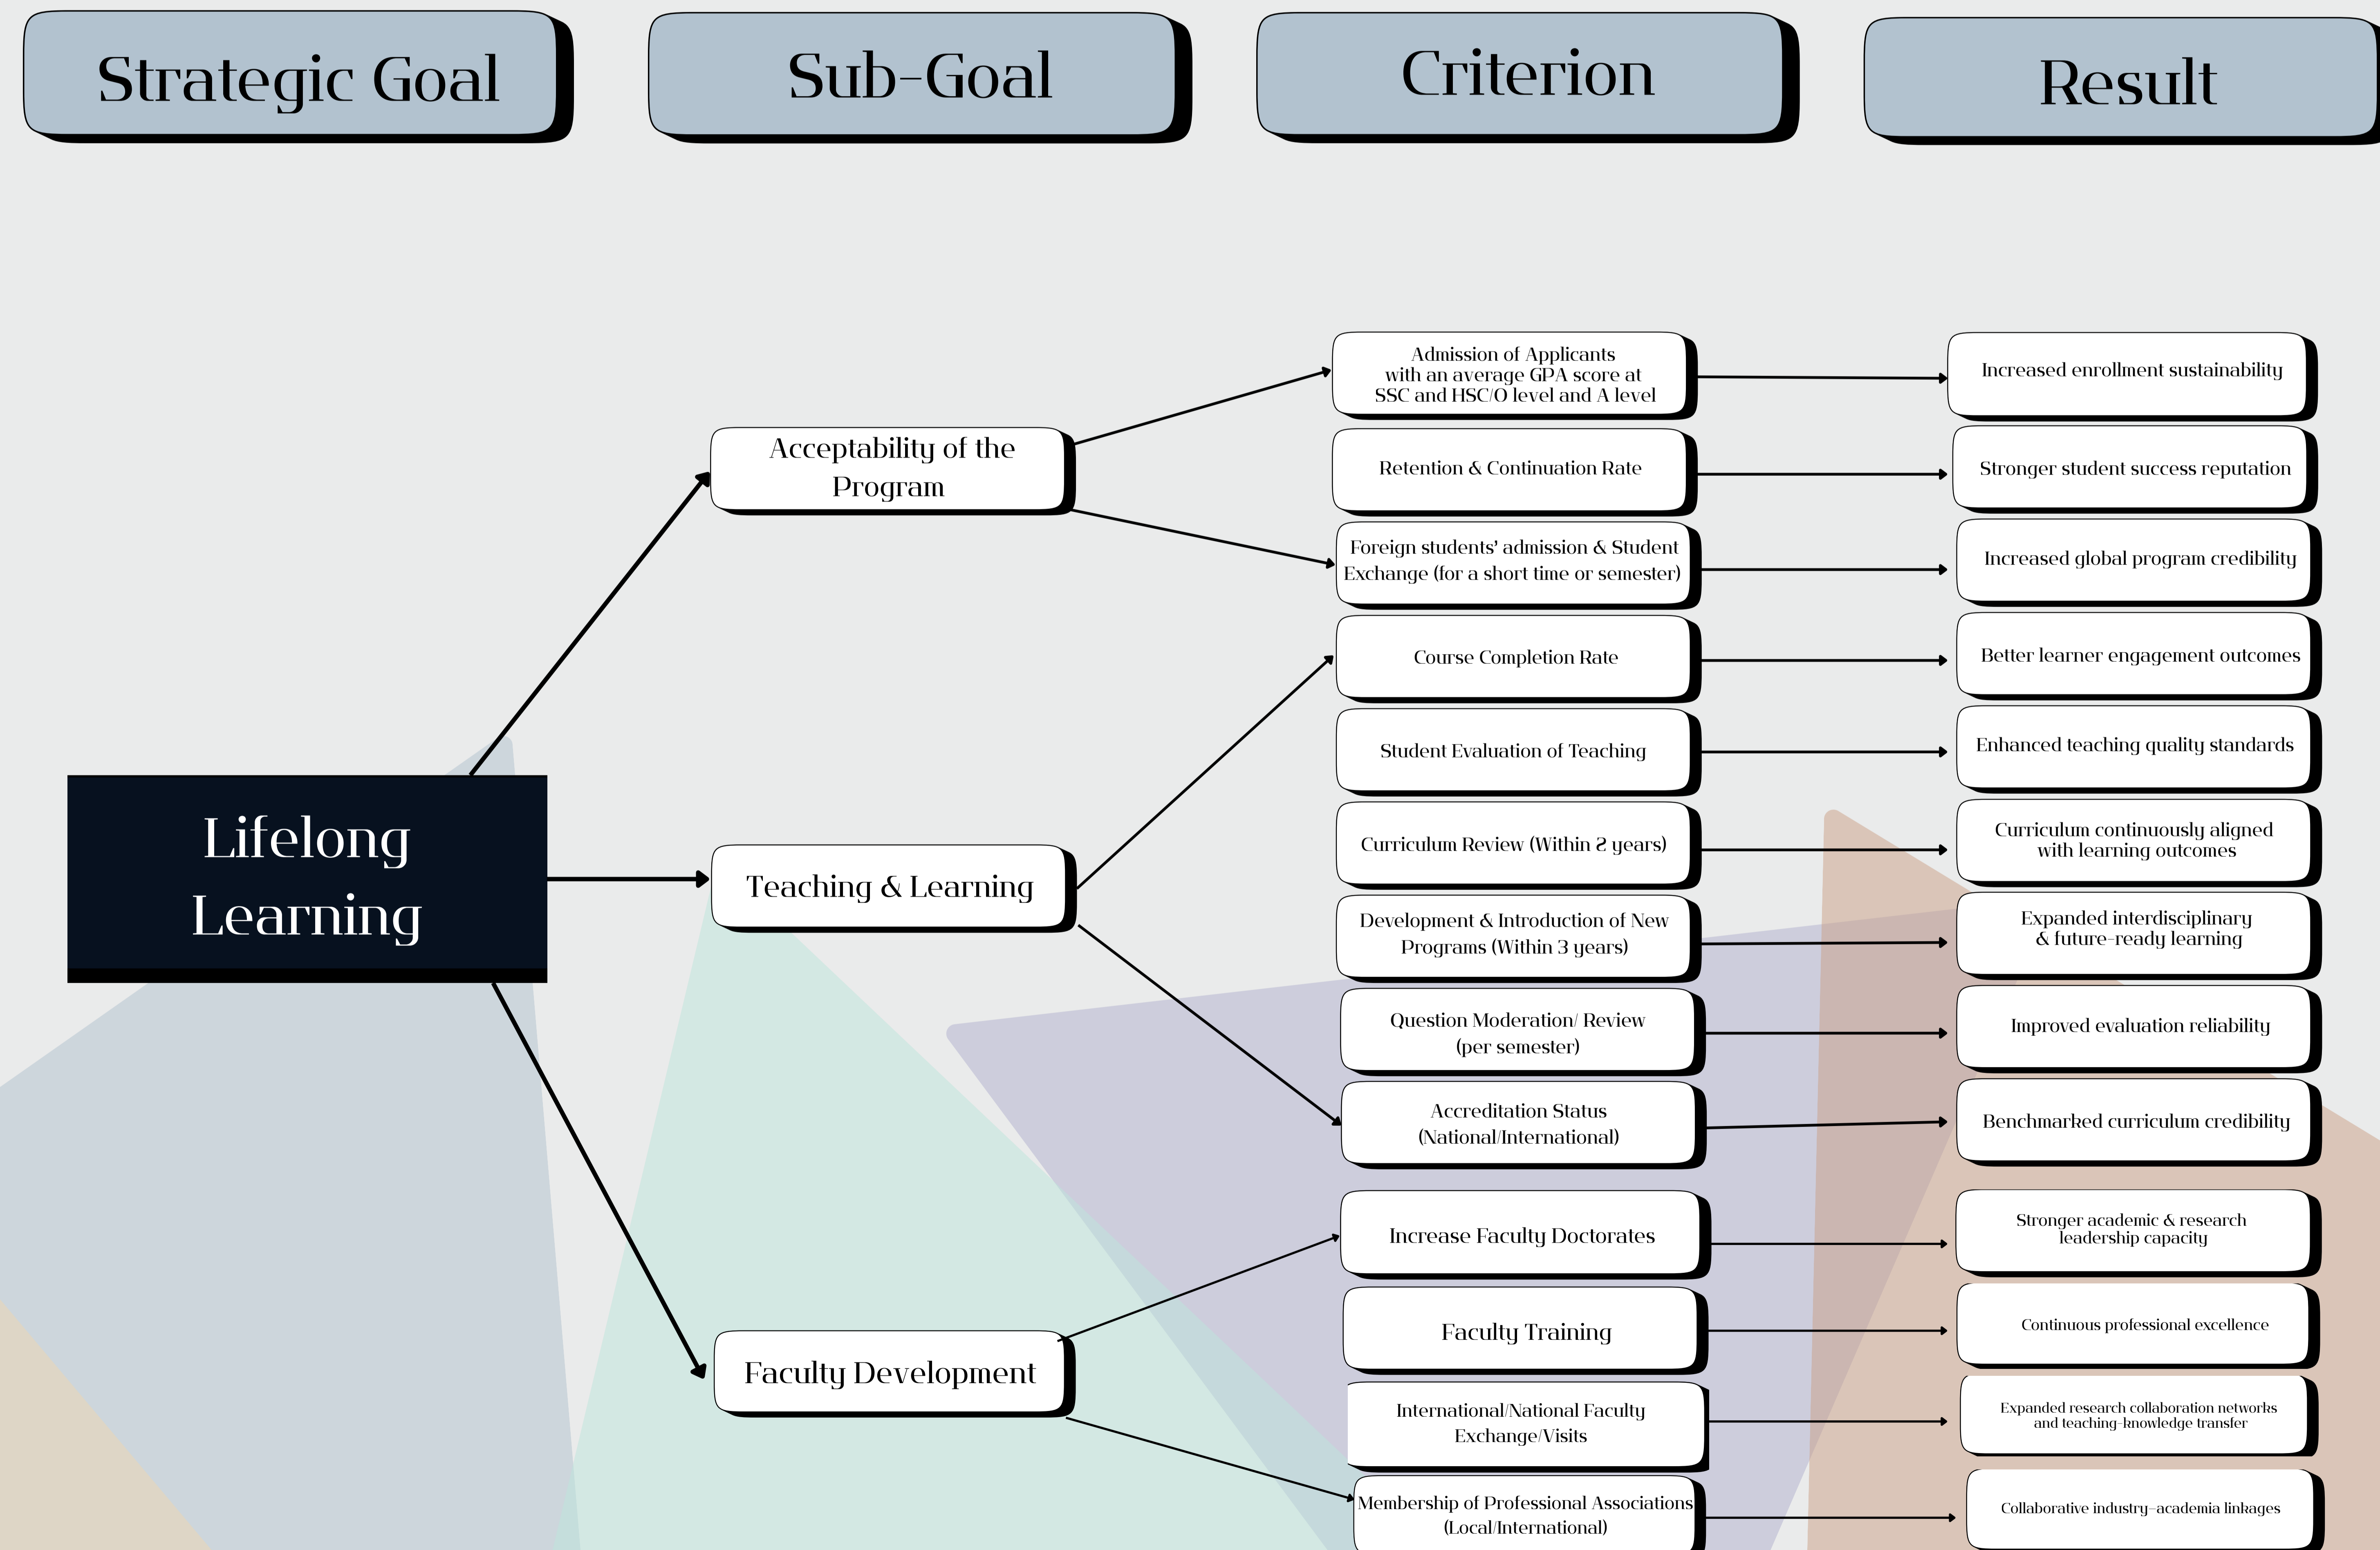 Strategic Goal
Sub-Goal
Criterion
Result
Lifelong
Learning
Acceptability of the
Program
Teaching & Learning
Faculty Development
Admission of Applicants
with an average GPA score at
SSC and HSC/O level and A level
Retention & Continuation Rate
Foreign students' admission & Student
Exchange (for a short time or semester)
Course Completion Rate
Student Evaluation of Teaching
Curriculum Review (Within 2 years)
Development & Introduction of New
Programs (Within 3 years)
Question Moderation/ Review
(per semester)
Accreditation Status
(National/International)
Increase Faculty Doctorates
Faculty Training
International/National Faculty
Exchange/Visits
Membership of Professional Associations
(Local/International)
Increased enrollment sustainability
Stronger student success reputation
Increased global program credibility
Better learner engagement outcomes
Enhanced teaching quality standards
Curriculum continuously aligned
with learning outcomes
Expanded interdisciplinary
& future-ready learning
Improved evaluation reliability
Benchmarked curriculum credibility
Stronger academic & research
leadership capacity
Continuous professional excellence
Expanded research collaboration networks
and teaching-knowledge transfer
Collaborative industry–academia linkages